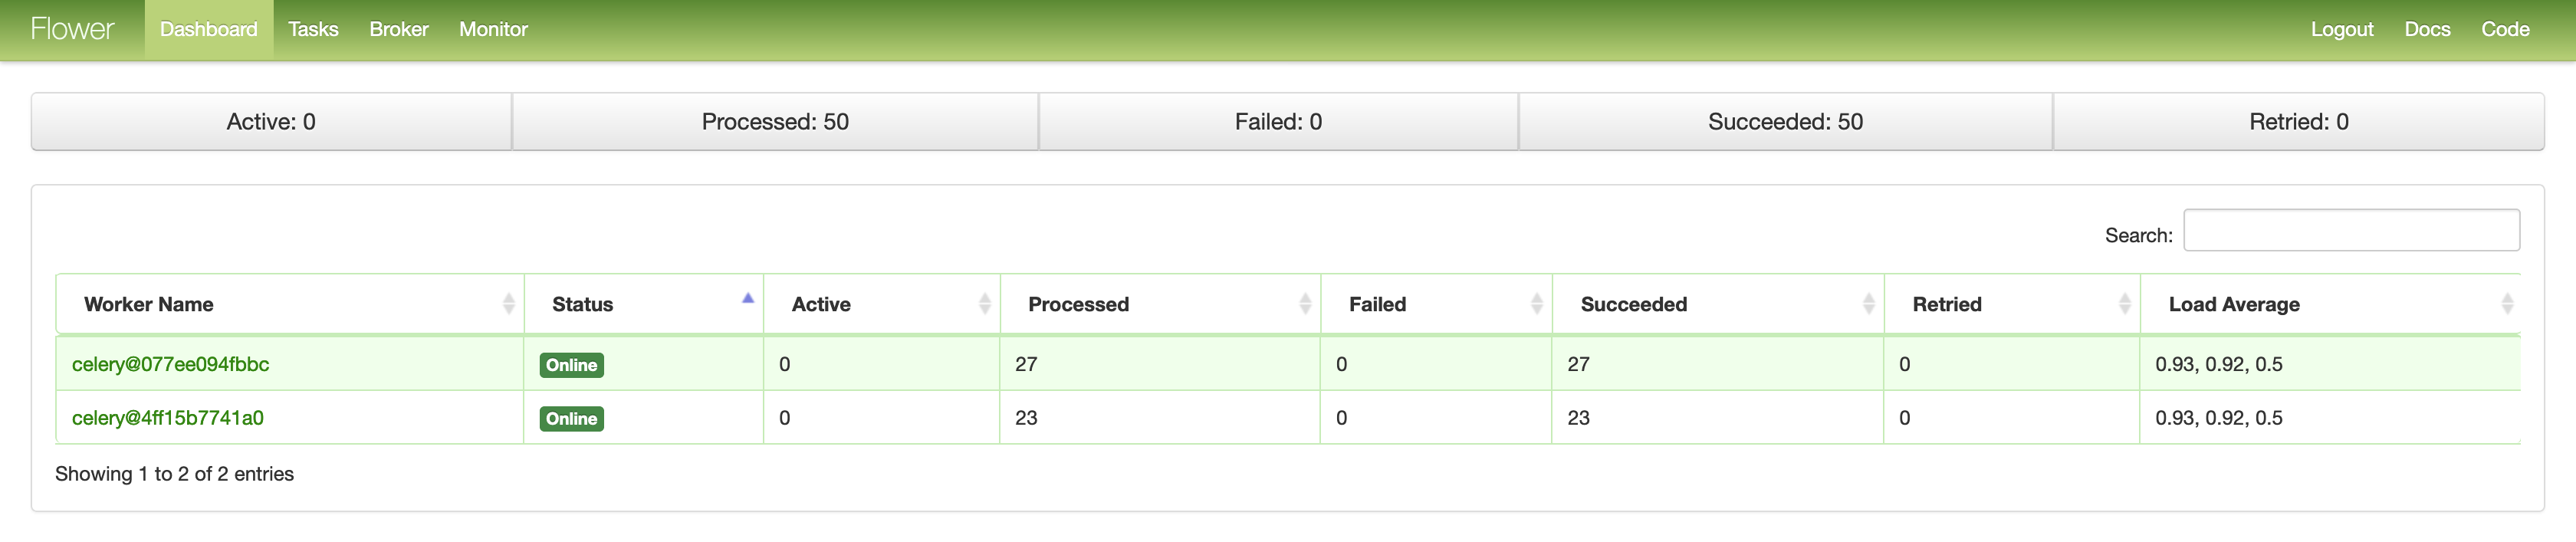 Flower Dashboard Tasks Broker Monitor Logout Docs Code
Active: 0 Processed: 50 Failed: 0 Succeeded: 50 Retried: 0
Search:
Worker Name Status Active Processed Failed Succeeded Retried Load Average
celery@077ee094fbbc Online 0 27 0 27 0 0.93, 0.92, 0.5
celery@4ff15b7741a0 Online 0 23 0 23 0 0.93, 0.92, 0.5
Showing 1 to 2 of 2 entries